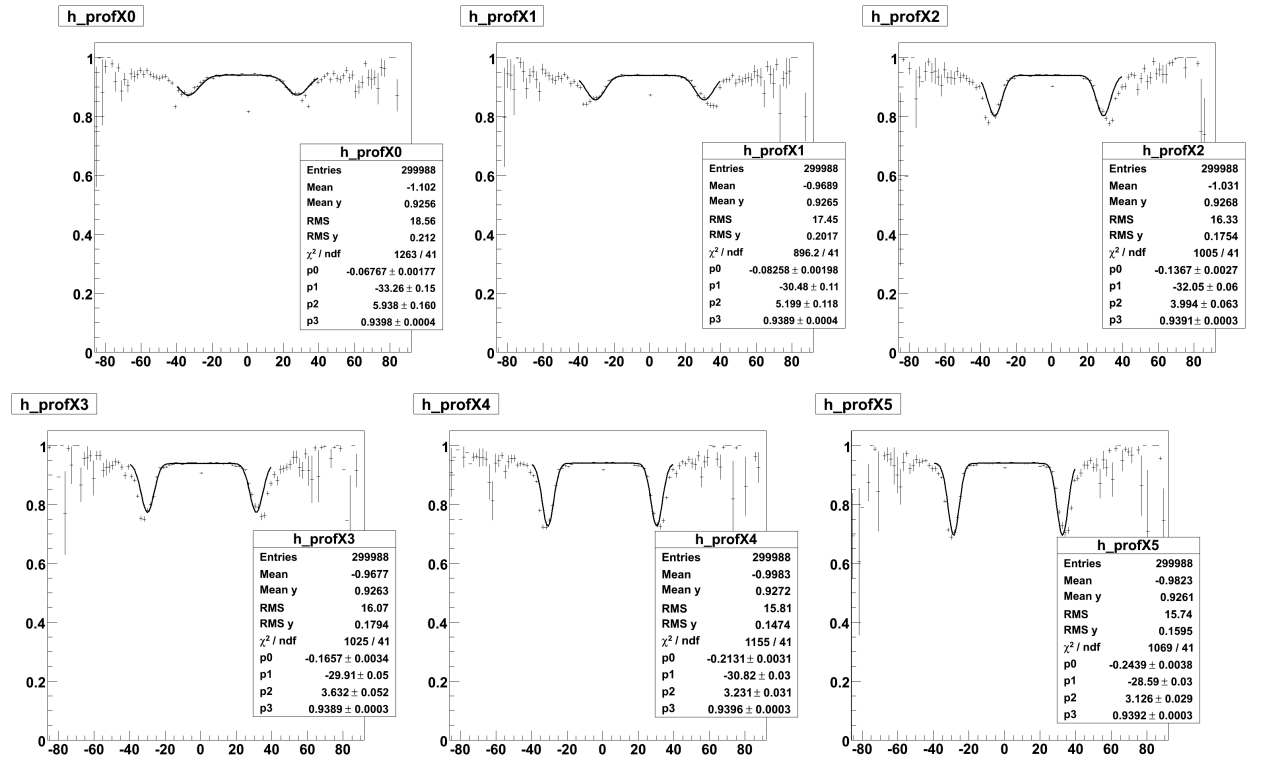 h_profX0
1
0.8
0.6
0.4
0.2
0
-80 -60 -40 -20 0 20 40 60 80
h_profX0
Entries 299988
Mean -1.102
Mean y 0.9256
RMS 18.56
RMS y 0.212
χ² / ndf 1263 / 41
p0 -0.06767 ± 0.00177
p1 -33.26 ± 0.15
p2 5.938 ± 0.160
p3 0.9398 ± 0.0004
h_profX1
1
0.8
0.6
0.4
0.2
0
-80 -60 -40 -20 0 20 40 60 80
h_profX1
Entries 299988
Mean -0.9689
Mean y 0.9265
RMS 17.45
RMS y 0.2017
χ² / ndf 896.2 / 41
p0 -0.08258 ± 0.00198
p1 -30.48 ± 0.11
p2 5.199 ± 0.118
p3 0.9389 ± 0.0004
h_profX2
1
0.8
0.6
0.4
0.2
0
-80 -60 -40 -20 0 20 40 60 80
h_profX2
Entries 299988
Mean -1.031
Mean y 0.9268
RMS 16.33
RMS y 0.1754
χ² / ndf 1005 / 41
p0 -0.1367 ± 0.0027
p1 -32.05 ± 0.06
p2 3.994 ± 0.063
p3 0.9391 ± 0.0003
h_profX3
1
0.8
0.6
0.4
0.2
0
-80 -60 -40 -20 0 20 40 60 80
h_profX3
Entries 299988
Mean -0.9677
Mean y 0.9263
RMS 16.07
RMS y 0.1794
χ² / ndf 1025 / 41
p0 -0.1657 ± 0.0034
p1 -29.91 ± 0.05
p2 3.632 ± 0.052
p3 0.9389 ± 0.0003
h_profX4
1
0.8
0.6
0.4
0.2
0
-80 -60 -40 -20 0 20 40 60 80
h_profX4
Entries 299988
Mean -0.9983
Mean y 0.9272
RMS 15.81
RMS y 0.1474
χ² / ndf 1155 / 41
p0 -0.2131 ± 0.0031
p1 -30.82 ± 0.03
p2 3.231 ± 0.031
p3 0.9396 ± 0.0003
h_profX5
1
0.8
0.6
0.4
0.2
0
-80 -60 -40 -20 0 20 40 60 80
h_profX5
Entries 299988
Mean -0.9823
Mean y 0.9261
RMS 15.74
RMS y 0.1595
χ² / ndf 1069 / 41
p0 -0.2439 ± 0.0038
p1 -28.59 ± 0.03
p2 3.126 ± 0.029
p3 0.9392 ± 0.0003